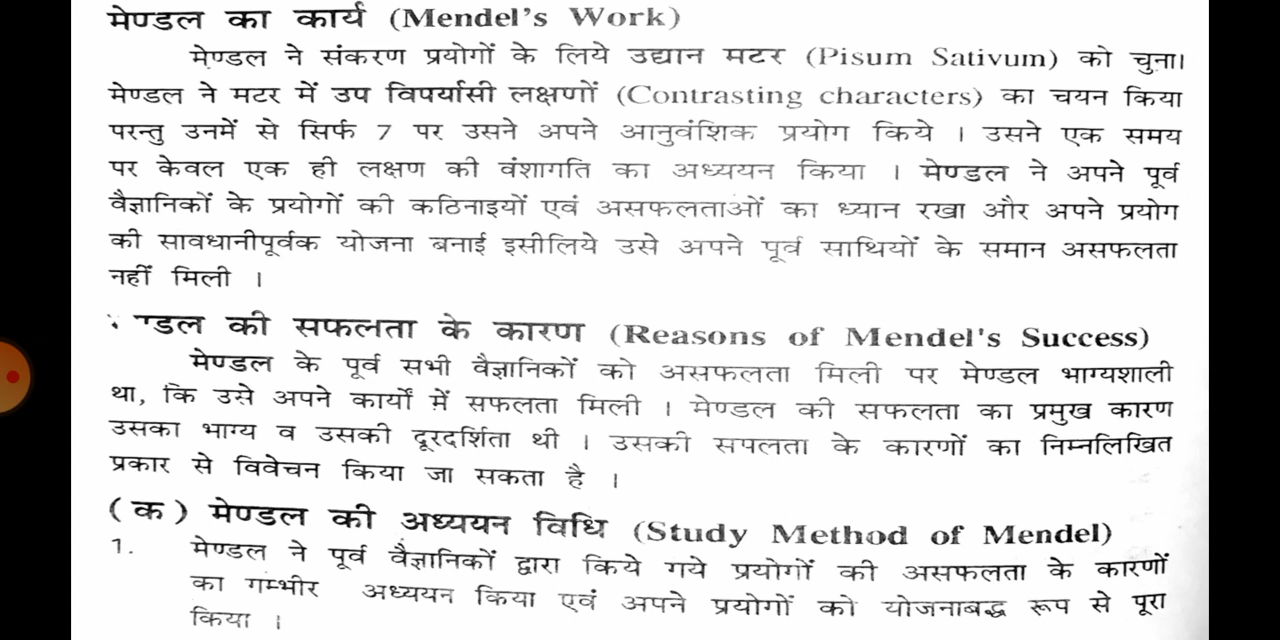 मेण्डल का कार्य (Mendel's Work)
मेण्डल ने संकरण प्रयोगों के लिये उद्यान मटर (Pisum Sativum) को चुना।
मेण्डल ने मटर में उप विपर्यासी लक्षणों (Contrasting characters) का चयन किया
परन्तु उनमें से सिर्फ 7 पर उसने अपने आनुवंशिक प्रयोग किये । उसने एक समय
पर केवल एक ही लक्षण की वंशागति का अध्ययन किया । मेण्डल ने अपने पूर्व
वैज्ञानिकों के प्रयोगों की कठिनाइयों एवं असफलताओं का ध्यान रखा और अपने प्रयोग
की सावधानीपूर्वक योजना बनाई इसीलिये उसे अपने पूर्व साथियों के समान असफलता
नहीं मिली ।
डल की सफलता के कारण (Reasons of Mendel's Success)
मेण्डल के पूर्व सभी वैज्ञानिकों को असफलता मिली पर मेण्डल भाग्यशाली
था, कि उसे अपने कार्यों में सफलता मिली । मेण्डल की सफलता का प्रमुख कारण
उसका भाग्य व उसकी दूरदर्शिता थी । उसकी सपलता के कारणों का निम्नलिखित
प्रकार से विवेचन किया जा सकता है ।
(क) मेण्डल की अध्ययन विधि (Study Method of Mendel)
1. मेण्डल ने पूर्व वैज्ञानिकों द्वारा किये गये प्रयोगों की असफलता के कारणों
का गम्भीर अध्ययन किया एवं अपने प्रयोगों को योजनाबद्ध रूप से पूरा
किया ।